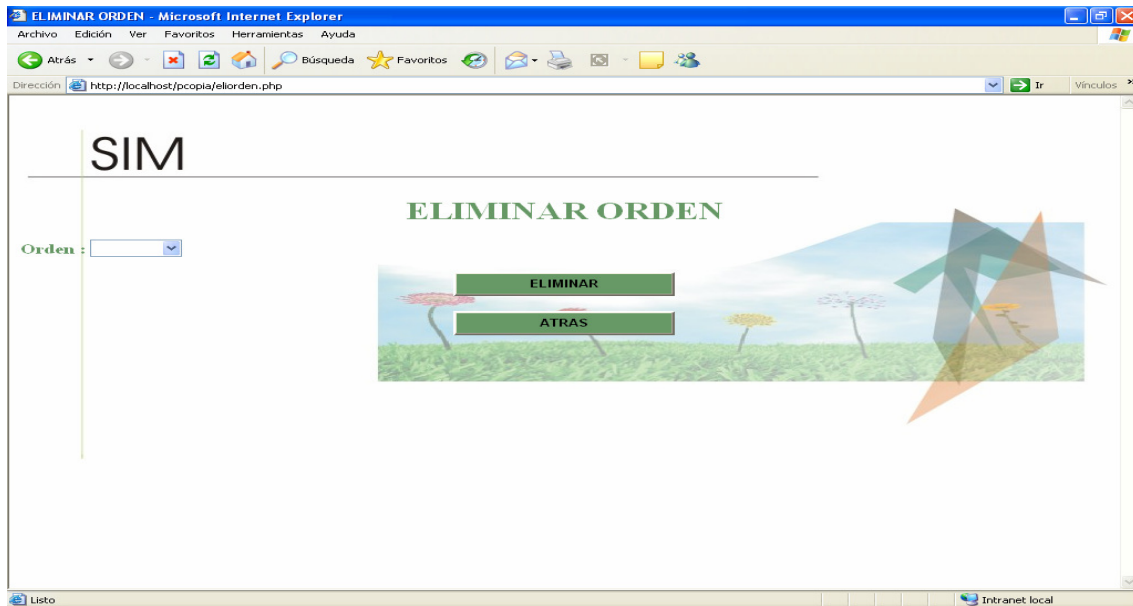 ELIMINAR ORDEN - Microsoft Internet Explorer
Archivo Edición Ver Favoritos Herramientas Ayuda
Atrás Búsqueda Favoritos
Dirección http://localhost/pcopia/eliorden.php Ir Vínculos »
SIM
ELIMINAR ORDEN
Orden :
ELIMINAR
ATRAS
Listo Intranet local